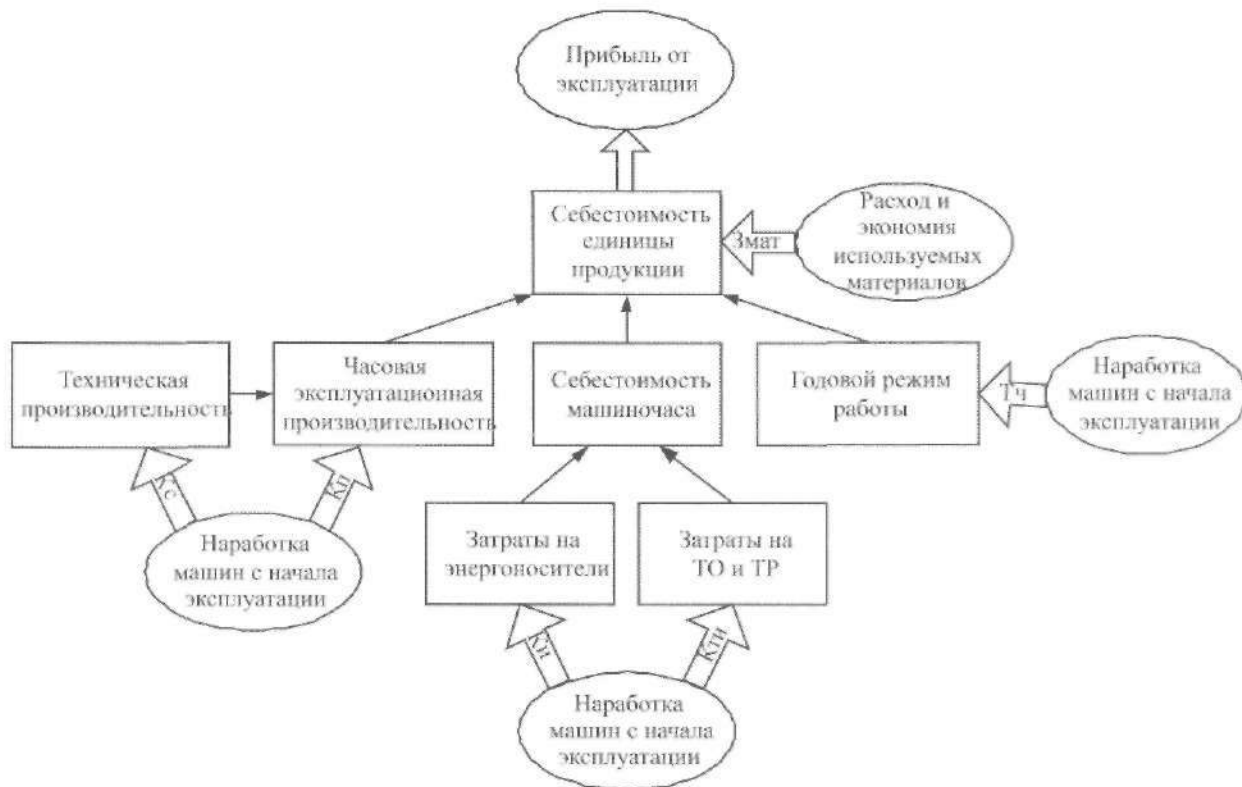 Прибыль от
эксплуатации
Себестоимость
единицы
продукции
Змат
Расход и
экономия
используемых
материалов
Техническая
производительность
Часовая
эксплуатационная
производительность
Себестоимость
машиночаса
Годовой режим
работы
Тч
Наработка
машин с начала
эксплуатации
Кс
Кп
Наработка
машин с начала
эксплуатации
Затраты на
энергоносители
Затраты на
ТО и ТР
Ки
Кти
Наработка
машин с начала
эксплуатации